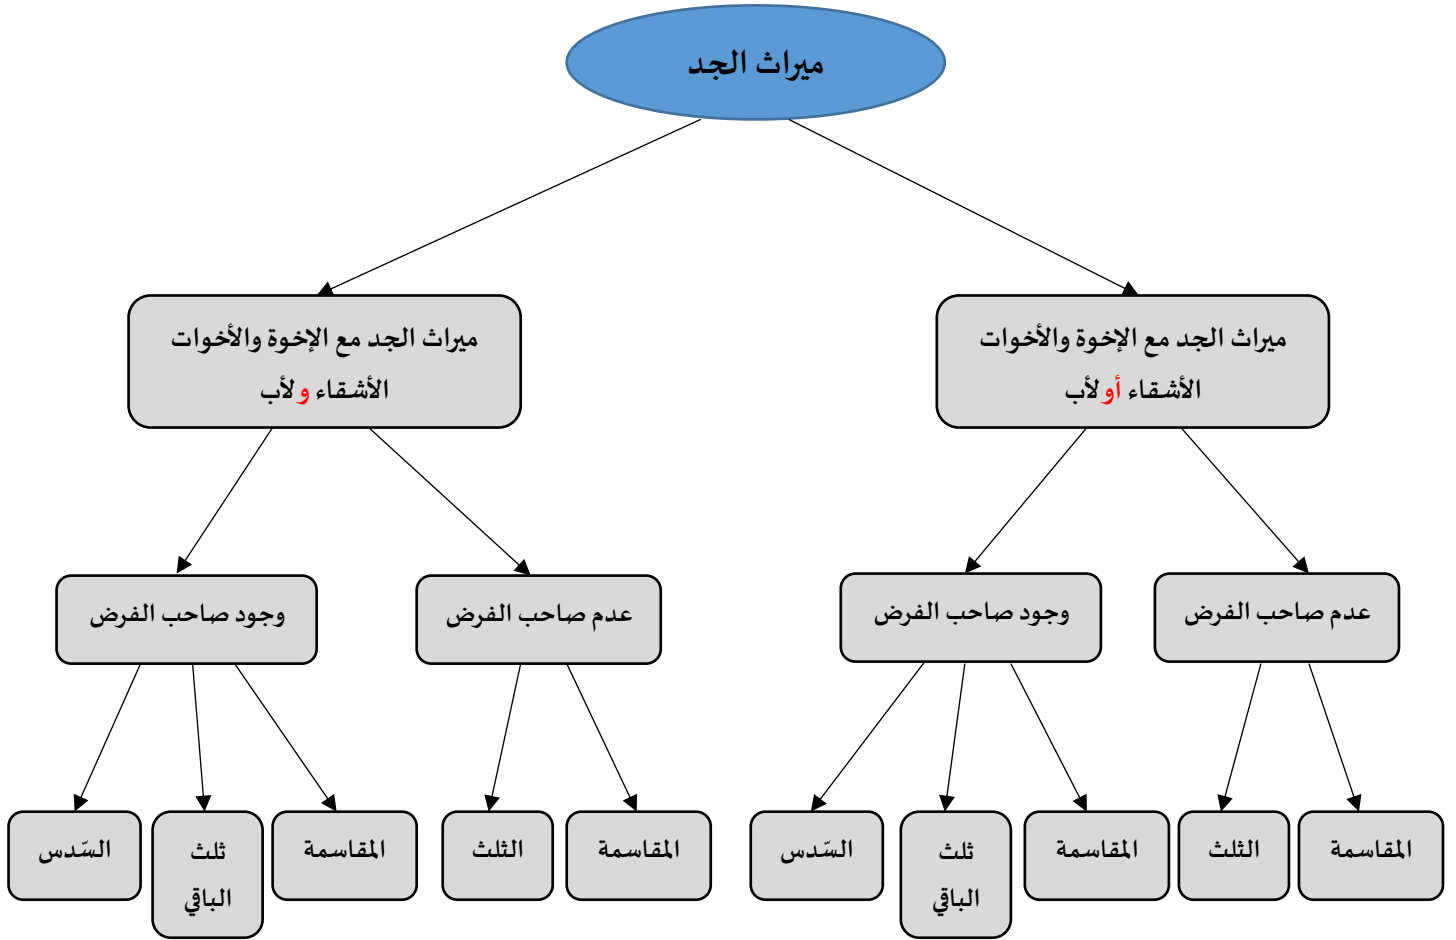 ميراث الجد
ميراث الجد مع الإخوة والأخوات
الأشقاء أو لأب
ميراث الجد مع الإخوة والأخوات
الأشقاء و لأب
عدم صاحب الفرض
وجود صاحب الفرض
عدم صاحب الفرض
وجود صاحب الفرض
المقاسمة
الثلث
المقاسمة
ثلث
الباقي
السّدس
المقاسمة
الثلث
المقاسمة
ثلث
الباقي
السّدس